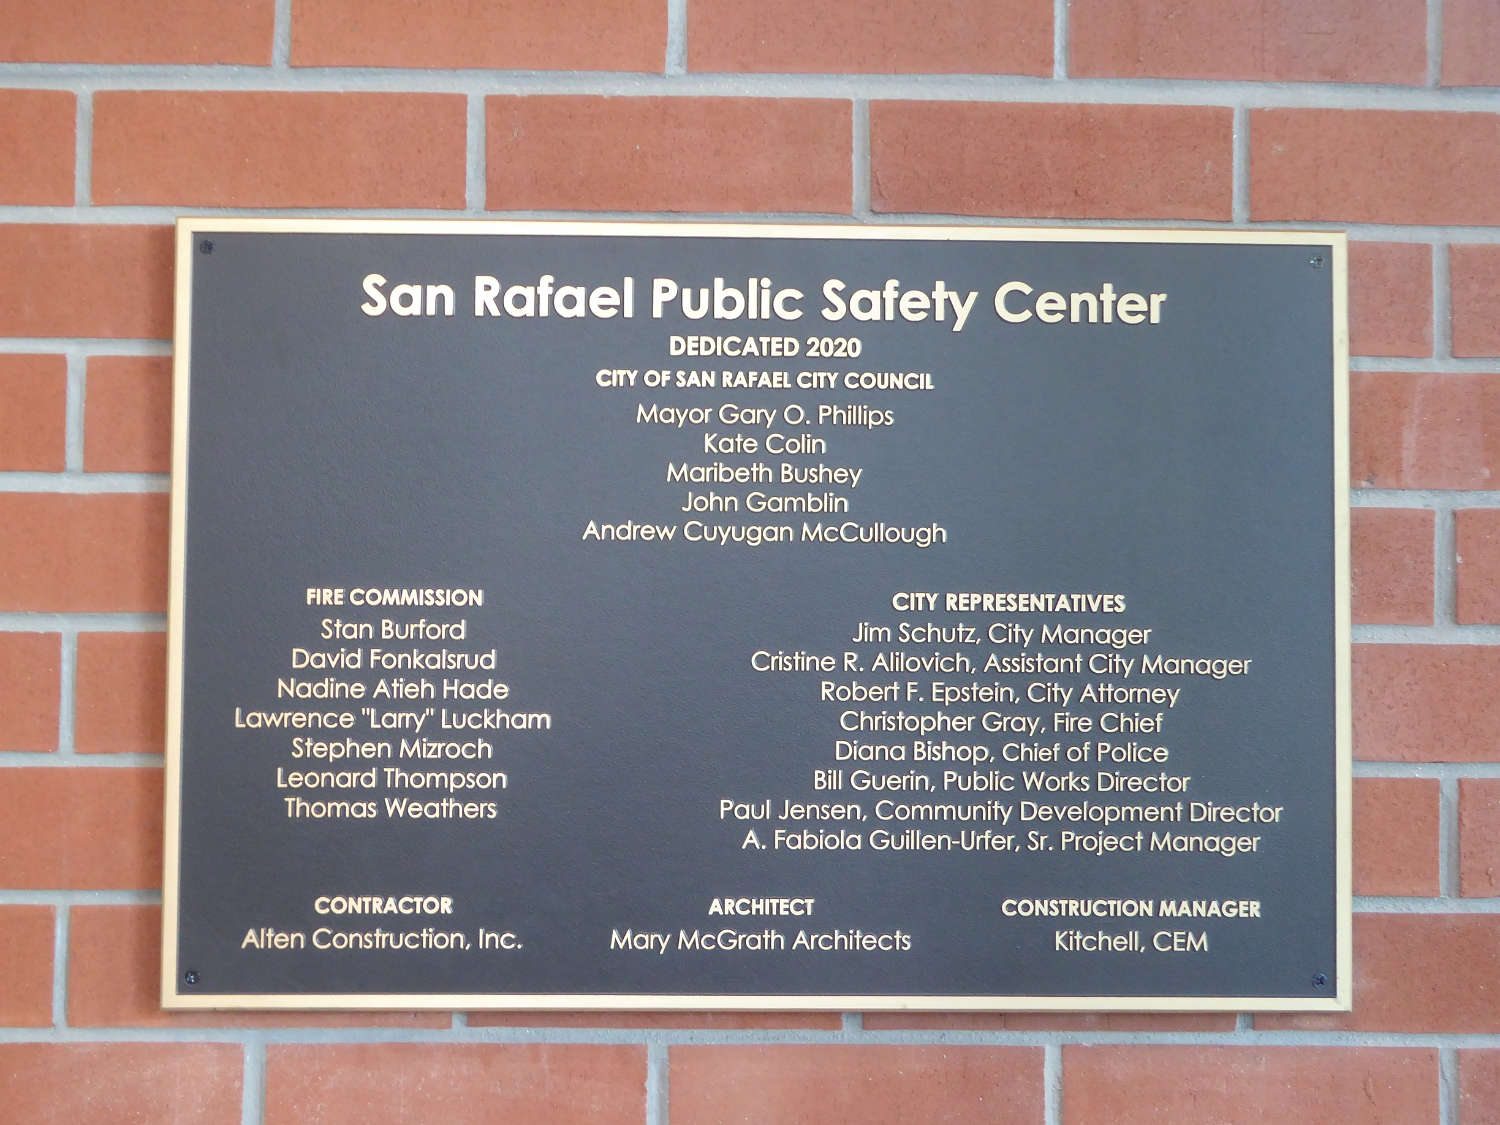 San Rafael Public Safety Center
DEDICATED 2020
CITY OF SAN RAFAEL CITY COUNCIL
Mayor Gary O. Phillips
Kate Colin
Maribeth Bushey
John Gamblin
Andrew Cuyugan McCullough
FIRE COMMISSION
Stan Burford
David Fonkalsrud
Nadine Atieh Hade
Lawrence "Larry" Luckham
Stephen Mizroch
Leonard Thompson
Thomas Weathers
CITY REPRESENTATIVES
Jim Schutz, City Manager
Cristine R. Alilovich, Assistant City Manager
Robert F. Epstein, City Attorney
Christopher Gray, Fire Chief
Diana Bishop, Chief of Police
Bill Guerin, Public Works Director
Paul Jensen, Community Development Director
A. Fabiola Guillen-Urfer, Sr. Project Manager
CONTRACTOR
Alten Construction, Inc.
ARCHITECT
Mary McGrath Architects
CONSTRUCTION MANAGER
Kitchell, CEM